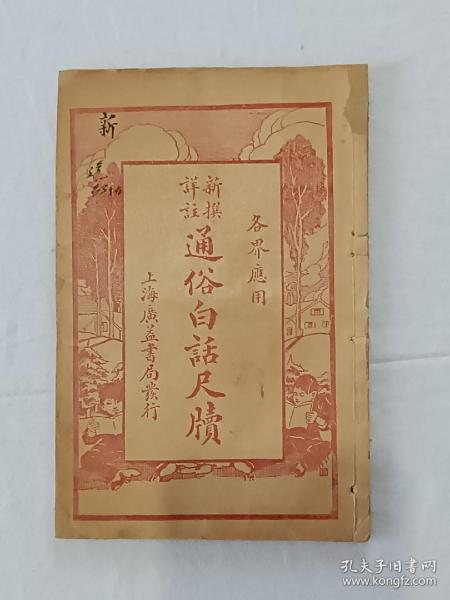 各界應用
新撰
詳註
通俗白話尺牘
上海廣益書局發行
新
孔夫子旧书网
www.kongfz.com